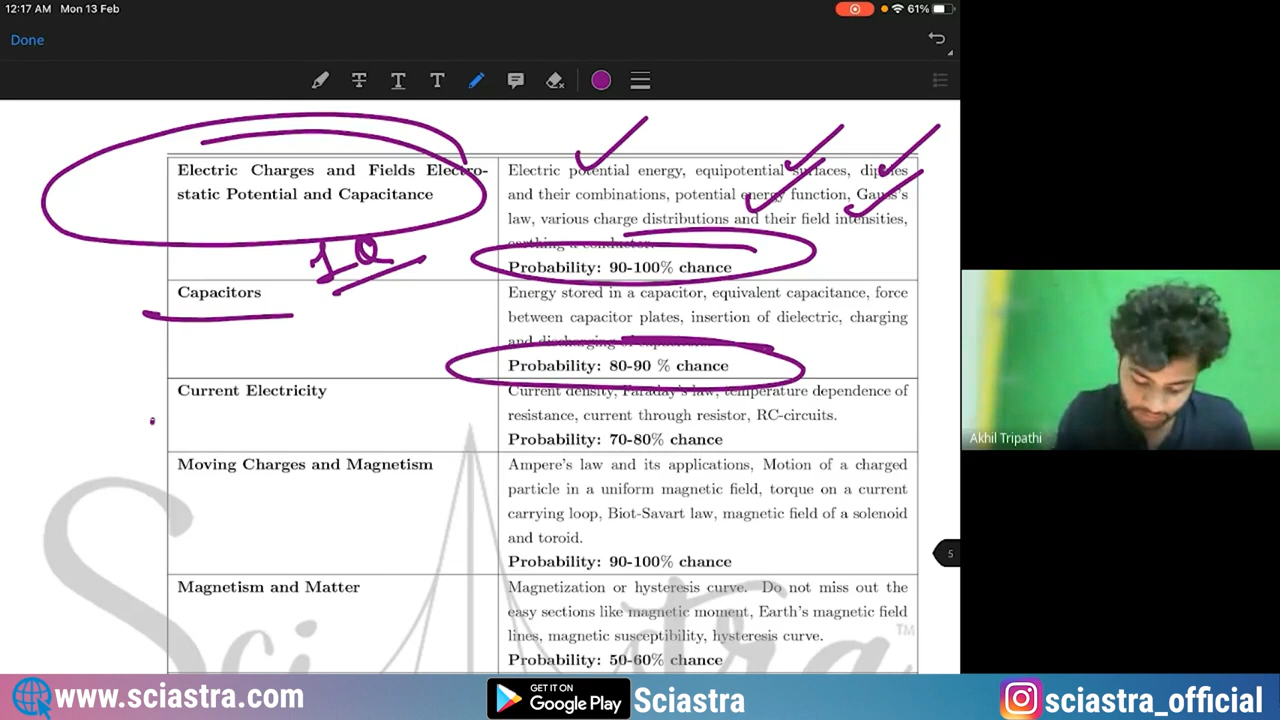 12:17 AM Mon 13 Feb
61%
Done
Electric Charges and Fields Electro-
static Potential and Capacitance
1Q
Electric potential energy, equipotential surfaces, dipoles
and their combinations, potential energy function, Gauss's
law, various charge distributions and their field intensities,
earthing a conductor.
Probability: 90-100% chance
Capacitors
Energy stored in a capacitor, equivalent capacitance, force
between capacitor plates, insertion of dielectric, charging
and discharging of
Probability: 80-90 % chance
Current Electricity
Current density, Faraday's law, temperature dependence of
resistance, current through resistor, RC-circuits.
Probability: 70-80% chance
Moving Charges and Magnetism
Ampere's law and its applications, Motion of a charged
particle in a uniform magnetic field, torque on a current
carrying loop, Biot-Savart law, magnetic field of a solenoid
and toroid.
Probability: 90-100% chance
Magnetism and Matter
Magnetization or hysteresis curve. Do not miss out the
easy sections like magnetic moment, Earth's magnetic field
lines, magnetic susceptibility, hysteresis curve.
Probability: 50-60% chance
5
Akhil Tripathi
SciAstra
TM
www.sciastra.com
GET IT ON
Google Play
Sciastra
sciastra_official